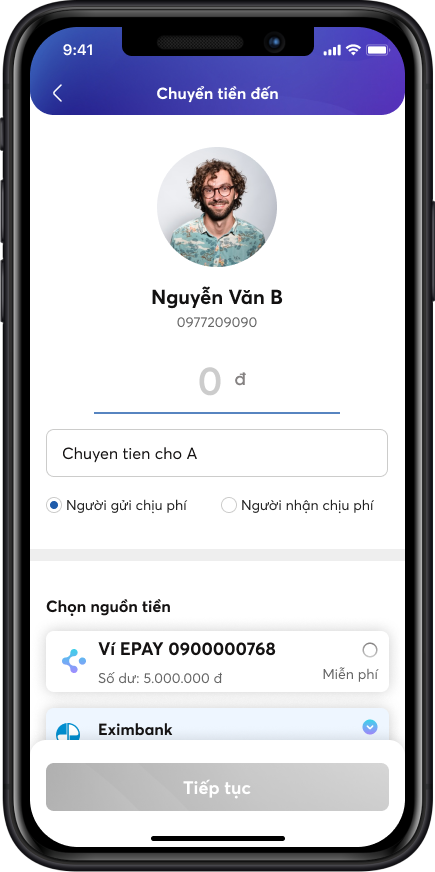 9:41
Chuyển tiền đến
Nguyễn Văn B
0977209090
0 đ
Chuyen tien cho A
Người gửi chịu phí Người nhận chịu phí
Chọn nguồn tiền
Ví EPAY 0900000768
Số dư: 5.000.000 đ Miễn phí
Eximbank
Tiếp tục